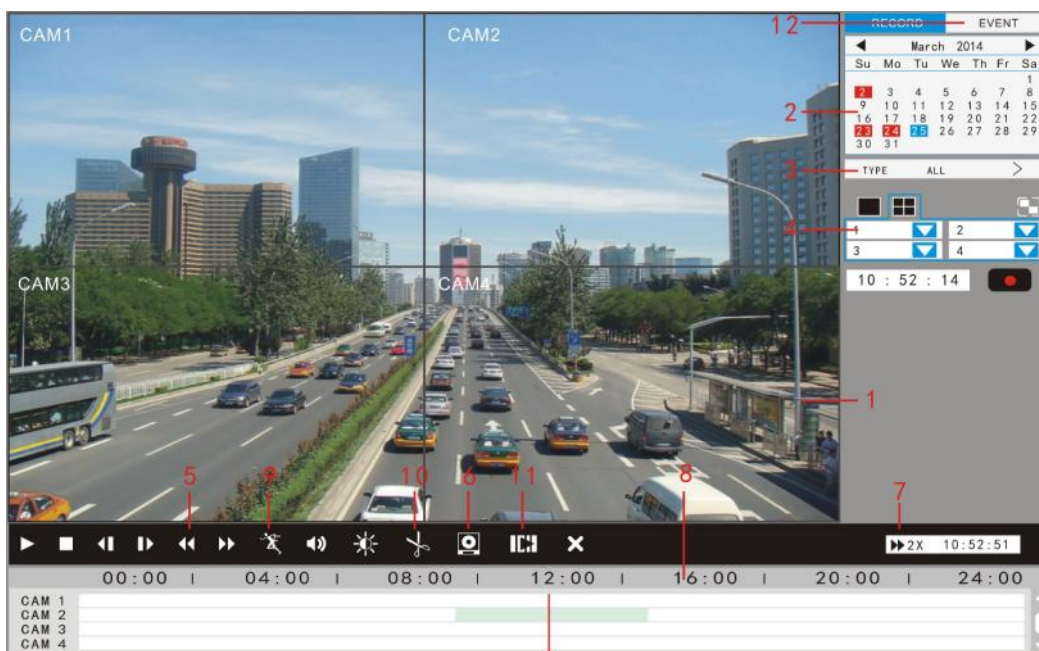 CAM1
CAM2
CAM3
CAM4
12
RECORD
EVENT
March 2014
Su Mo Tu We Th Fr Sa
1
2 3 4 5 6 7 8
9 10 11 12 13 14 15
16 17 18 19 20 21 22
23 24 25 26 27 28 29
30 31
2
3
TYPE ALL
4
1
2
3
4
10 : 52 : 14
1
5
9
10
6
11
8
7
2X 10:52:51
00:00 04:00 08:00 12:00 16:00 20:00 24:00
CAM 1
CAM 2
CAM 3
CAM 4